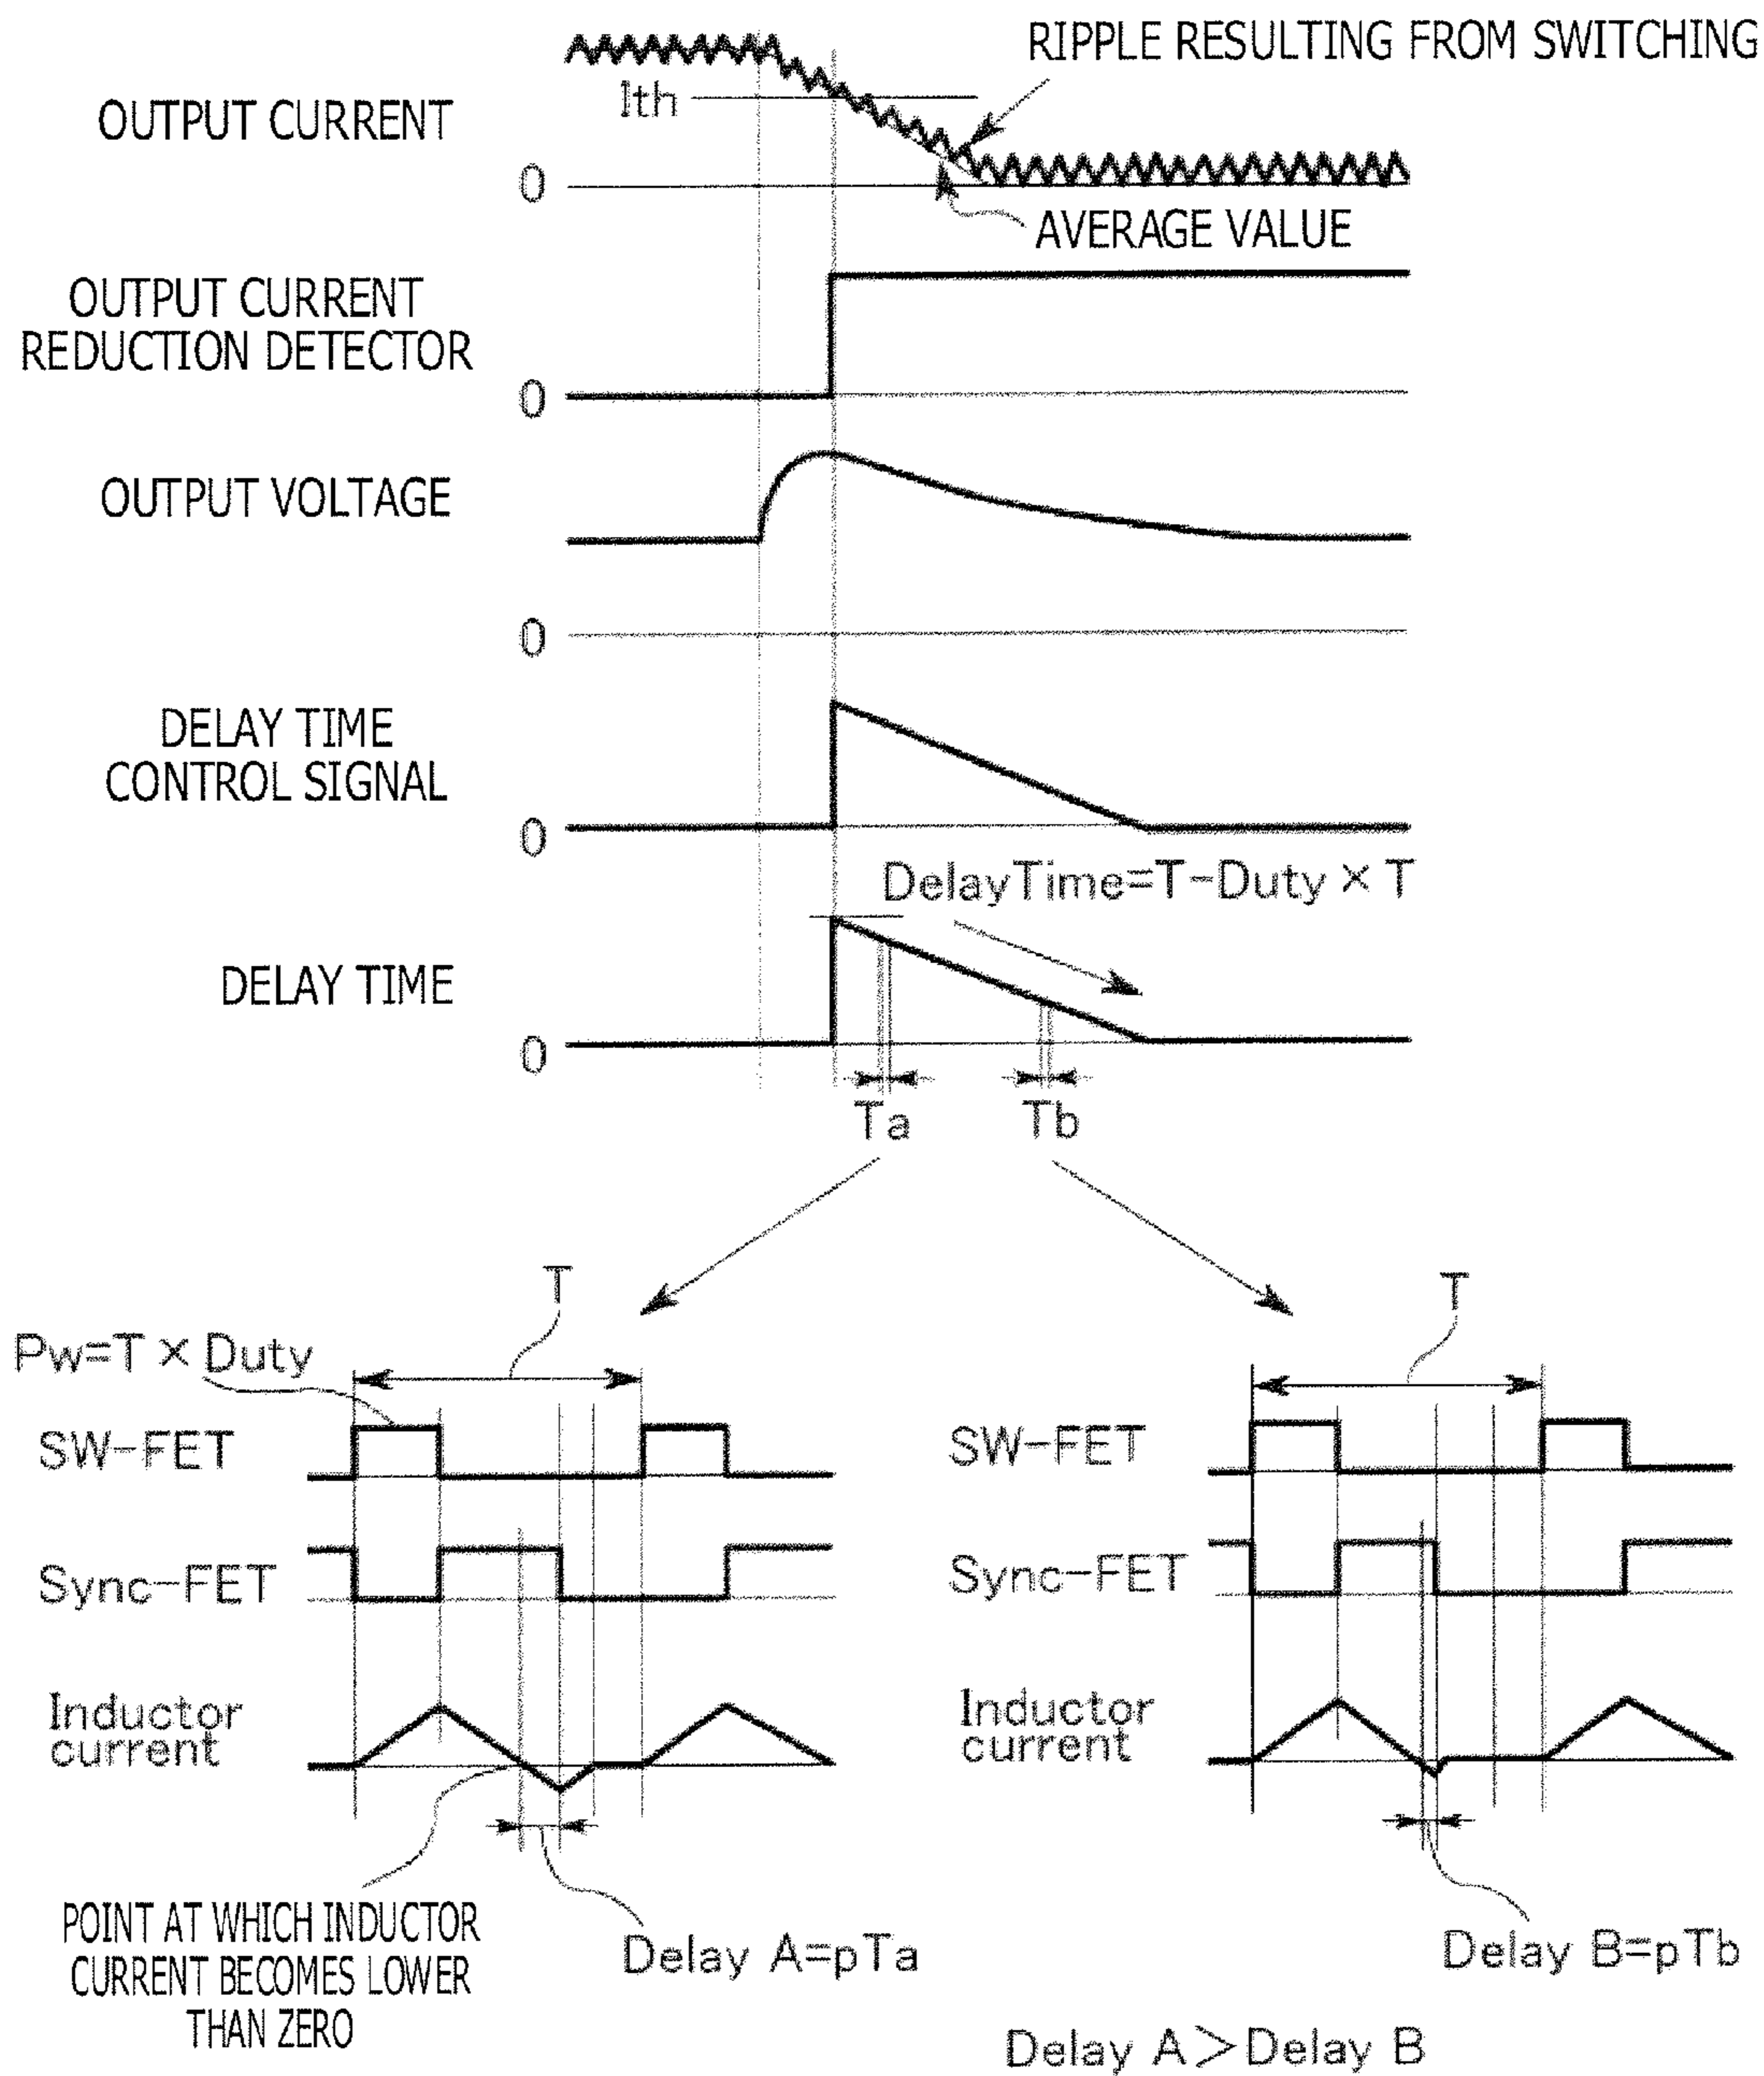 RIPPLE RESULTING FROM SWITCHING
Ith
OUTPUT CURRENT
0
AVERAGE VALUE
OUTPUT CURRENT
REDUCTION DETECTOR
0
OUTPUT VOLTAGE
0
DELAY TIME
CONTROL SIGNAL
0
DelayTime=T-Duty × T
DELAY TIME
0
Ta
Tb
T
T
Pw=T × Duty
SW-FET
SW-FET
Sync-FET
Sync-FET
Inductor
current
Inductor
current
POINT AT WHICH INDUCTOR
CURRENT BECOMES LOWER
THAN ZERO
Delay A=pTa
Delay B=pTb
Delay A>Delay B